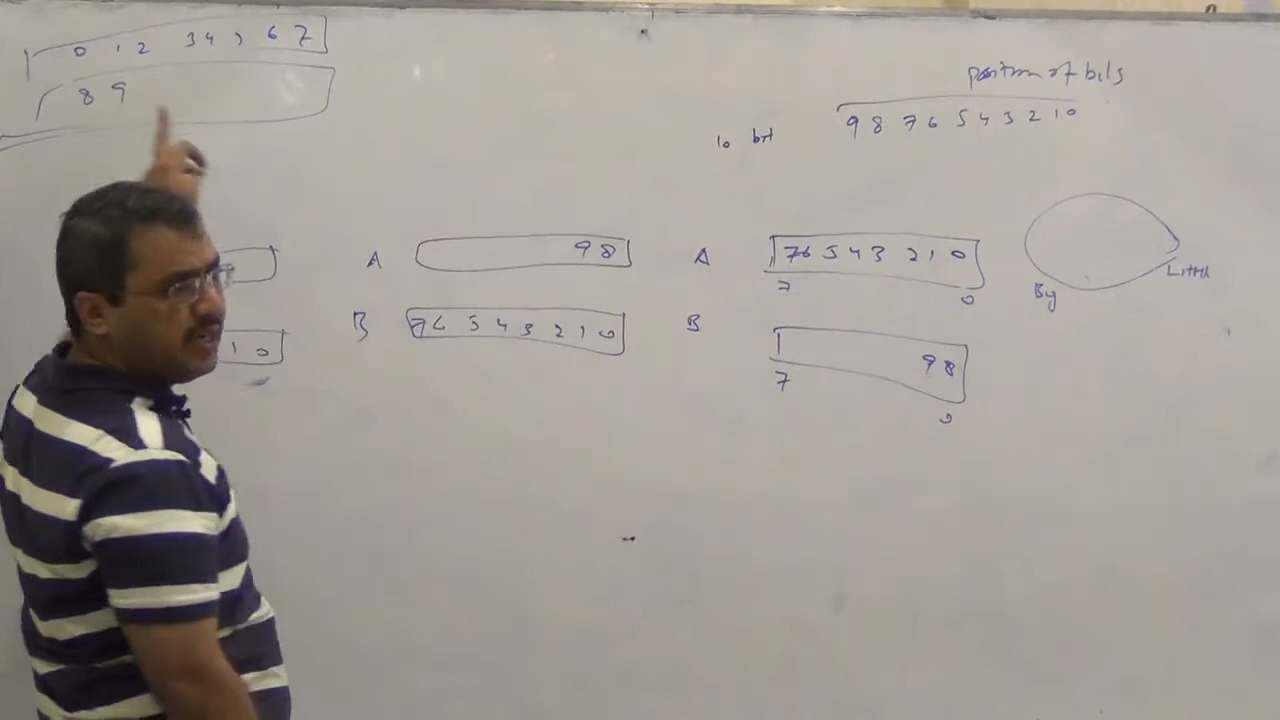 0 1 2 3 4 5 6 7
8 9
position of bits
10 bit 9 8 7 6 5 4 3 2 1 0
A 9 8
B 7 6 5 4 3 2 1 0
1 0
A 7 6 5 4 3 2 1 0
7 0
B 9 8
7 0
Big
Little